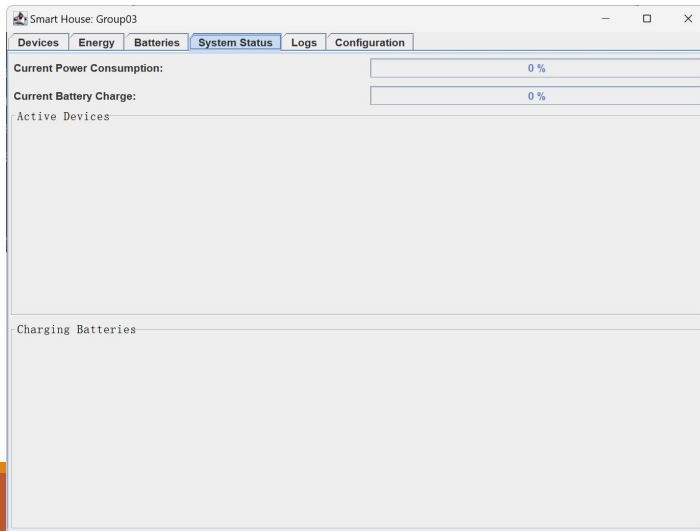 Smart House: Group03
Devices Energy Batteries System Status Logs Configuration
Current Power Consumption: 0 %
Current Battery Charge: 0 %
Active Devices
Charging Batteries